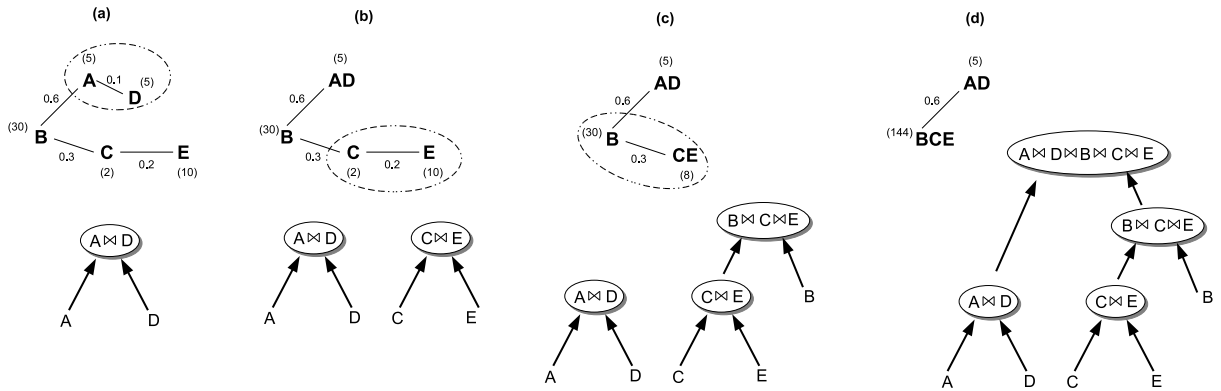 (a)
(5)
A
0.1
(5)
D
0.6
(30)
B
0.3
C
(2)
E
(10)
A⋈D
A
D
(b)
(5)
AD
0.6
(30)
B
0.3
C
(2)
0.2
E
(10)
A⋈D
C⋈E
A
D
C
E
(c)
(5)
AD
0.6
(30)
B
0.3
CE
(8)
B⋈C⋈E
A⋈D
C⋈E
B
A
D
C
E
(d)
(5)
AD
0.6
(144)
BCE
A⋈D⋈B⋈C⋈E
B⋈C⋈E
A⋈D
C⋈E
B
A
D
C
E
0.2